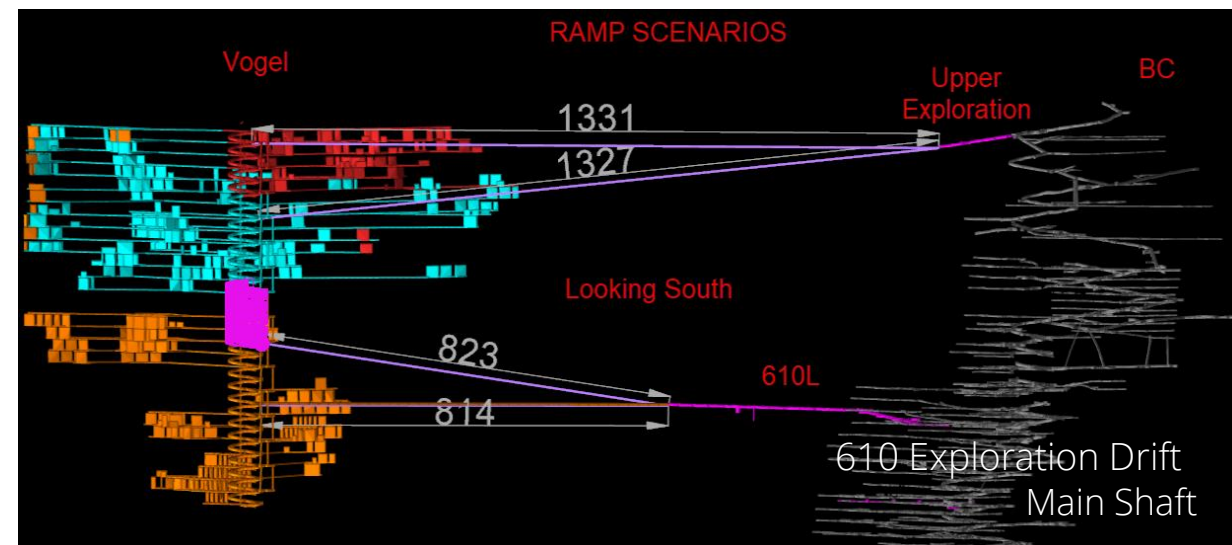 RAMP SCENARIOS
Vogel
Upper
Exploration
BC
1331
1327
Looking South
823
610L
814
610 Exploration Drift
Main Shaft